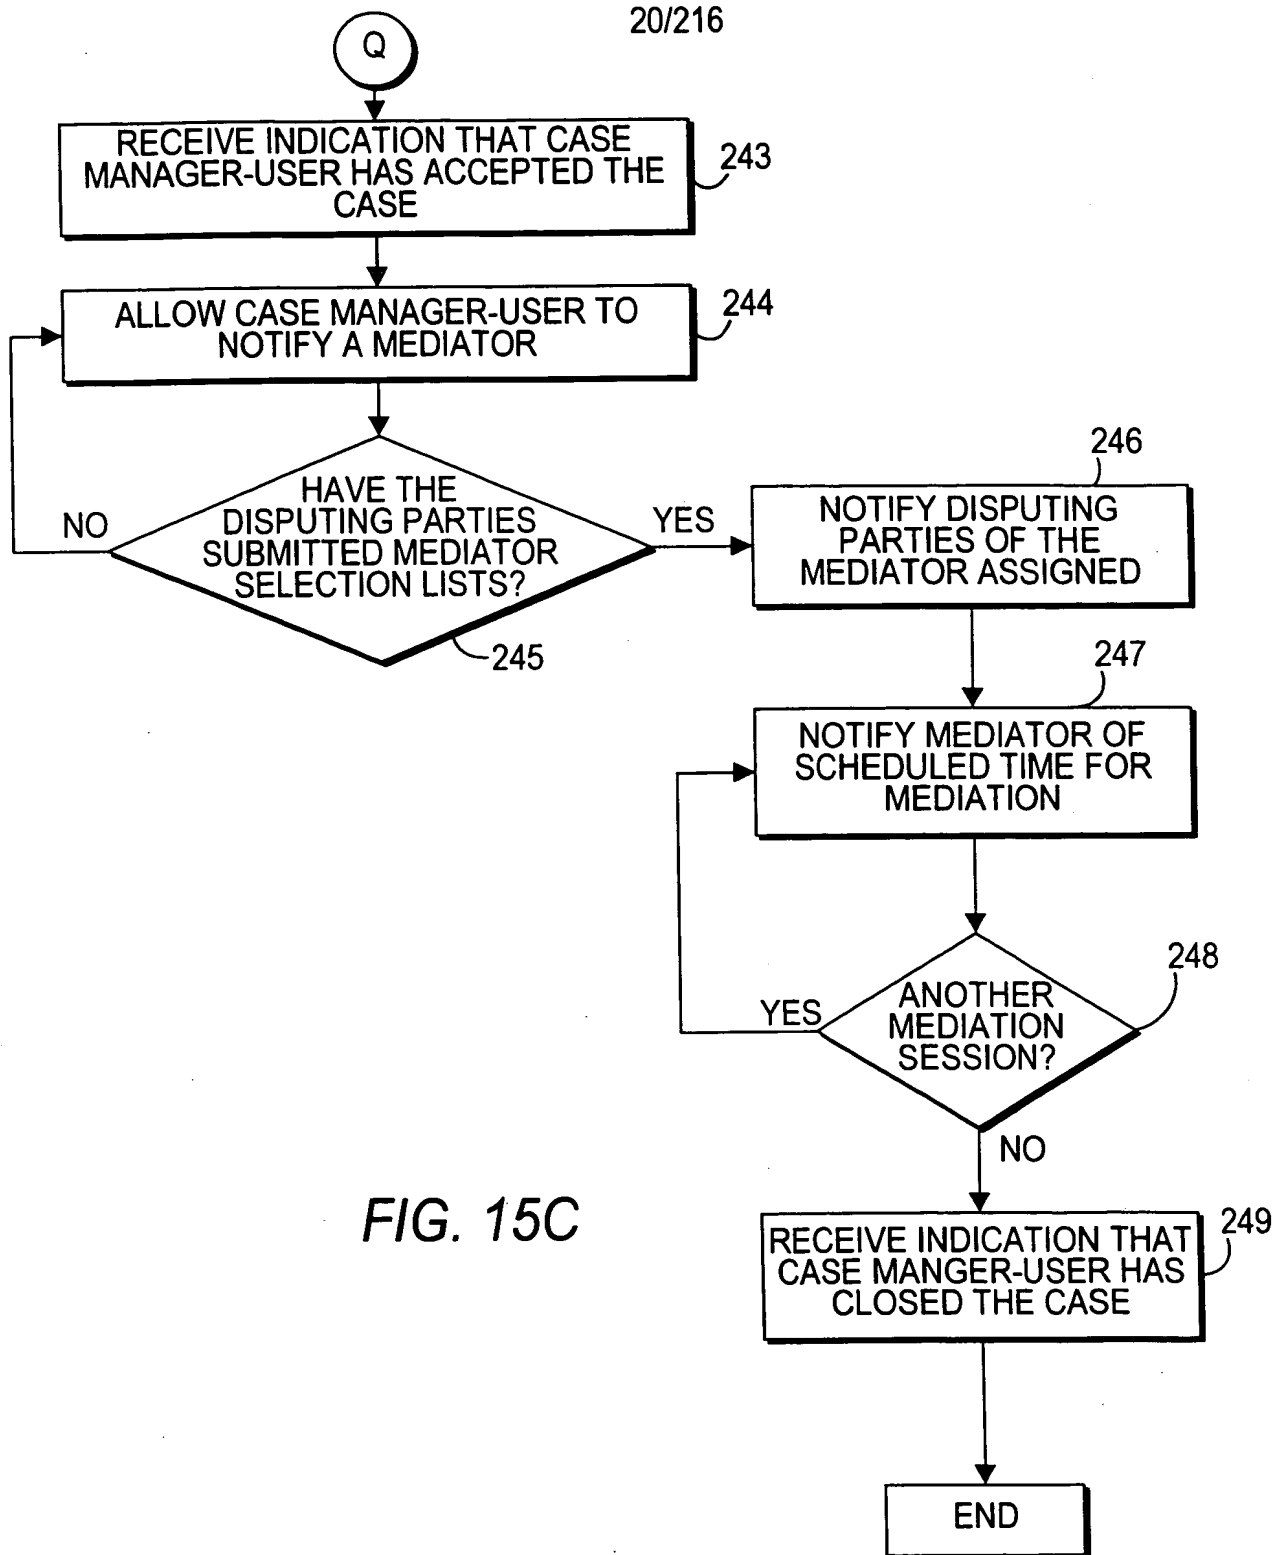 20/216
Q
RECEIVE INDICATION THAT CASE
MANAGER-USER HAS ACCEPTED THE
CASE
243
ALLOW CASE MANAGER-USER TO
NOTIFY A MEDIATOR
244
HAVE THE
DISPUTING PARTIES
SUBMITTED MEDIATOR
SELECTION LISTS?
NO
YES
245
246
NOTIFY DISPUTING
PARTIES OF THE
MEDIATOR ASSIGNED
247
NOTIFY MEDIATOR OF
SCHEDULED TIME FOR
MEDIATION
248
ANOTHER
MEDIATION
SESSION?
YES
NO
249
RECEIVE INDICATION THAT
CASE MANGER-USER HAS
CLOSED THE CASE
END
FIG. 15C